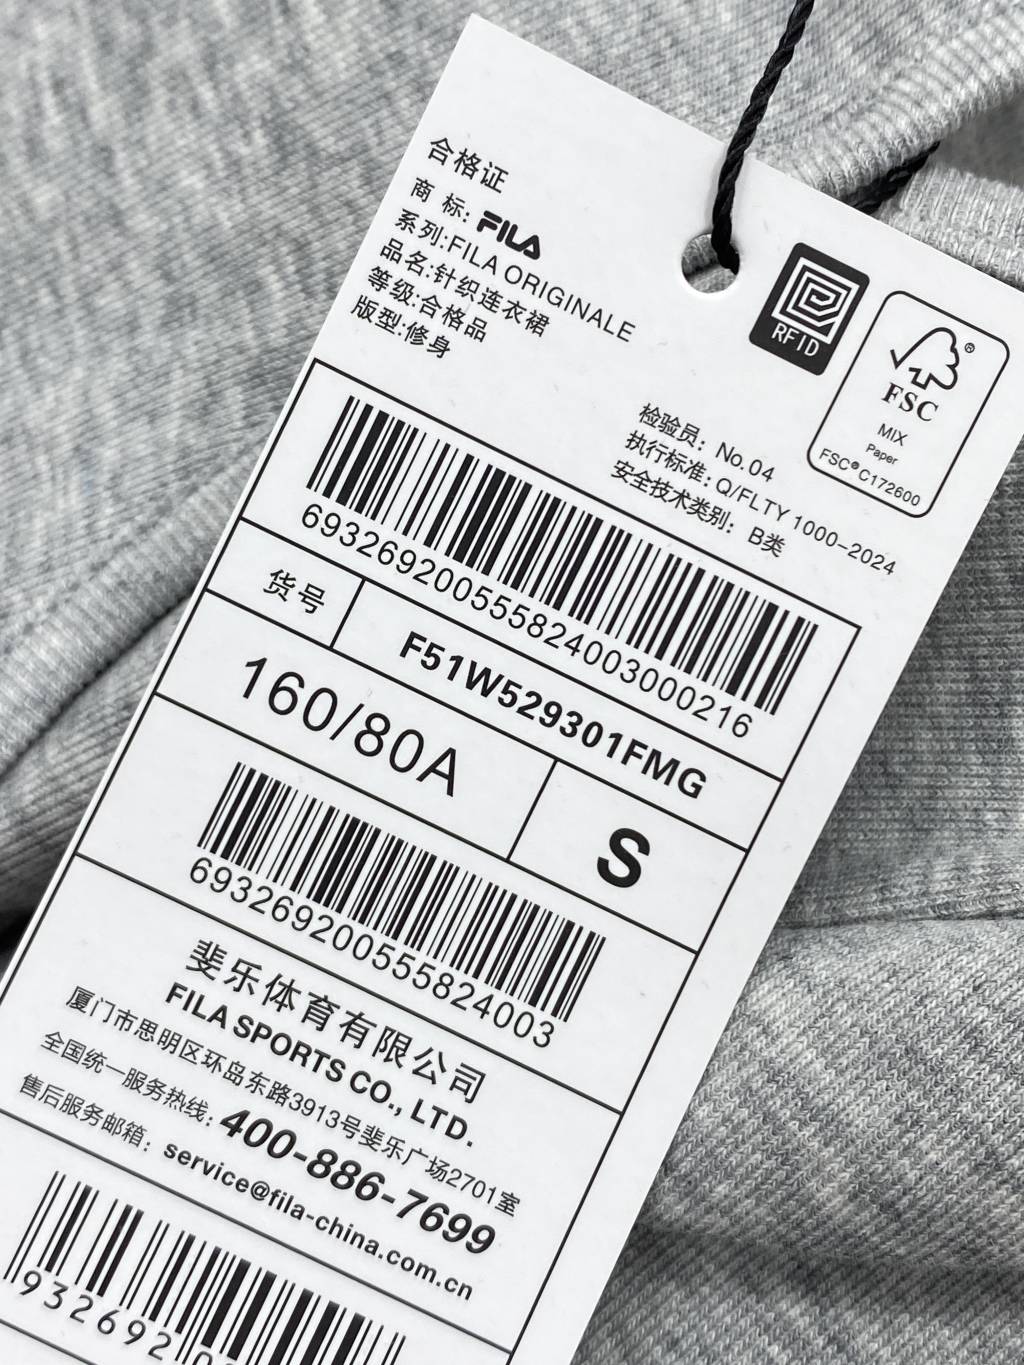 合格证
商 标: FILA
系列:FILA ORIGINALE
品名:针织连衣裙
等级:合格品
版型:修身
RFID
FSC®
MIX
Paper
FSC® C172600
检验员: No.04
执行标准: Q/FLTY 1000-2024
安全技术类别: B类
693269200555824003000216
货号
F51W529301FMG
160/80A
S
693269200555824003
斐乐体育有限公司
FILA SPORTS CO., LTD.
厦门市思明区环岛东路3913号斐乐广场2701室
全国统一服务热线: 400-886-7699
售后服务邮箱: service@fila-china.com.cn
932692